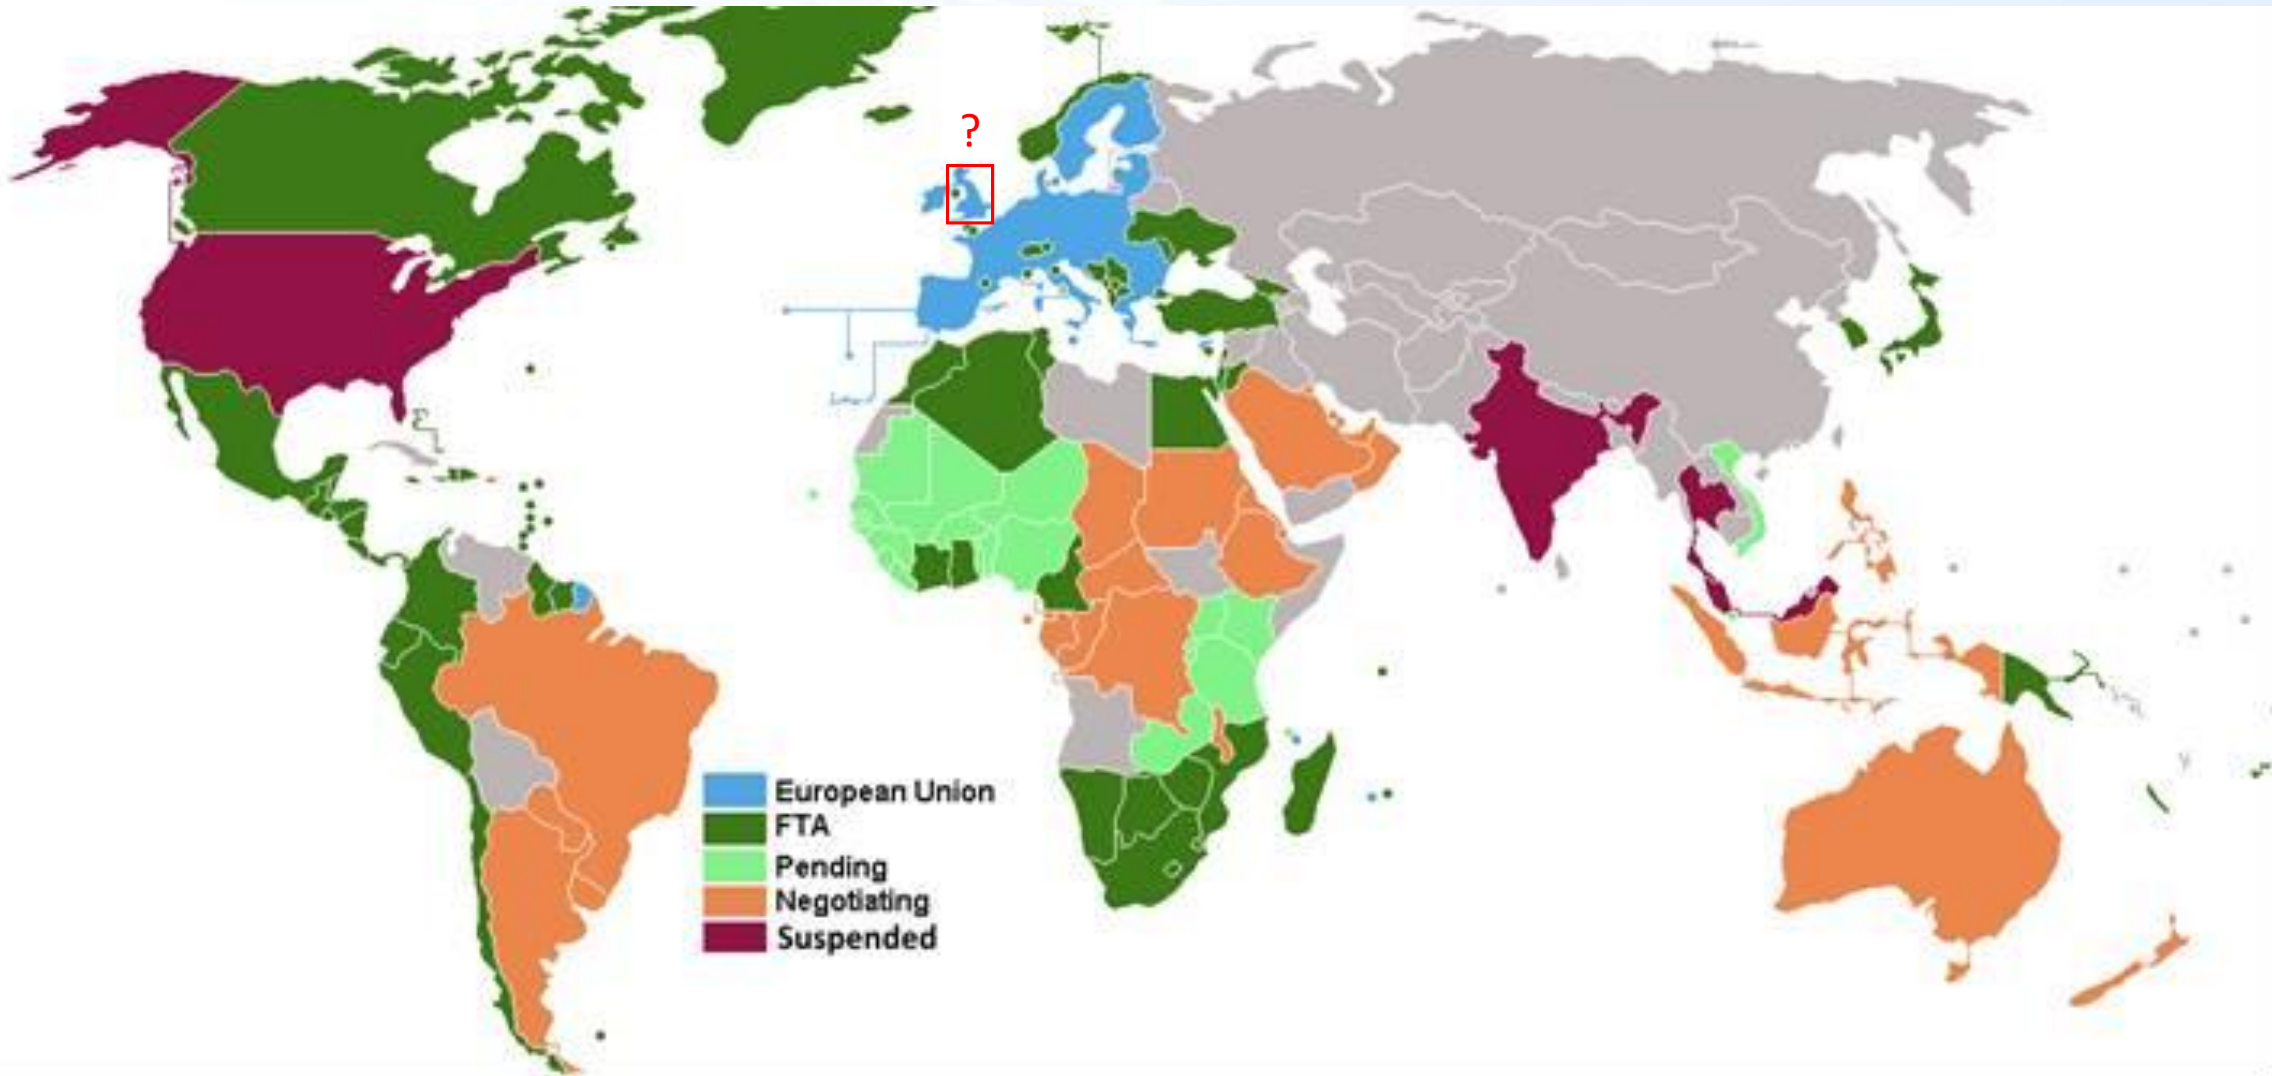 ?
European Union
FTA
Pending
Negotiating
Suspended